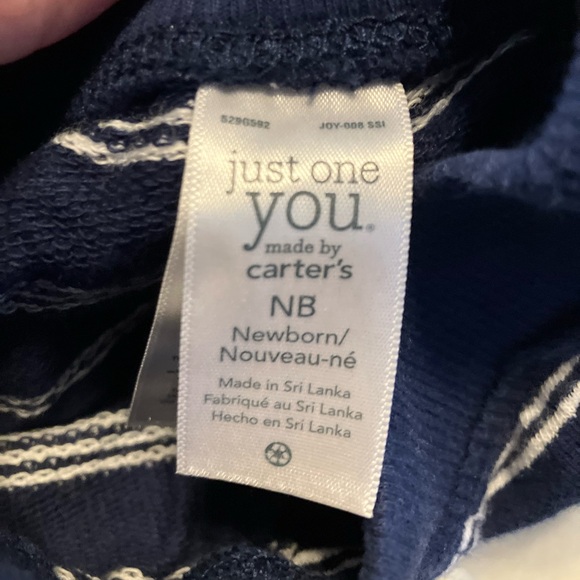 529G592 JOY-008 SSI
just one
you®
made by
carter's
NB
Newborn/
Nouveau-né
Made in Sri Lanka
Fabriqué au Sri Lanka
Hecho en Sri Lanka